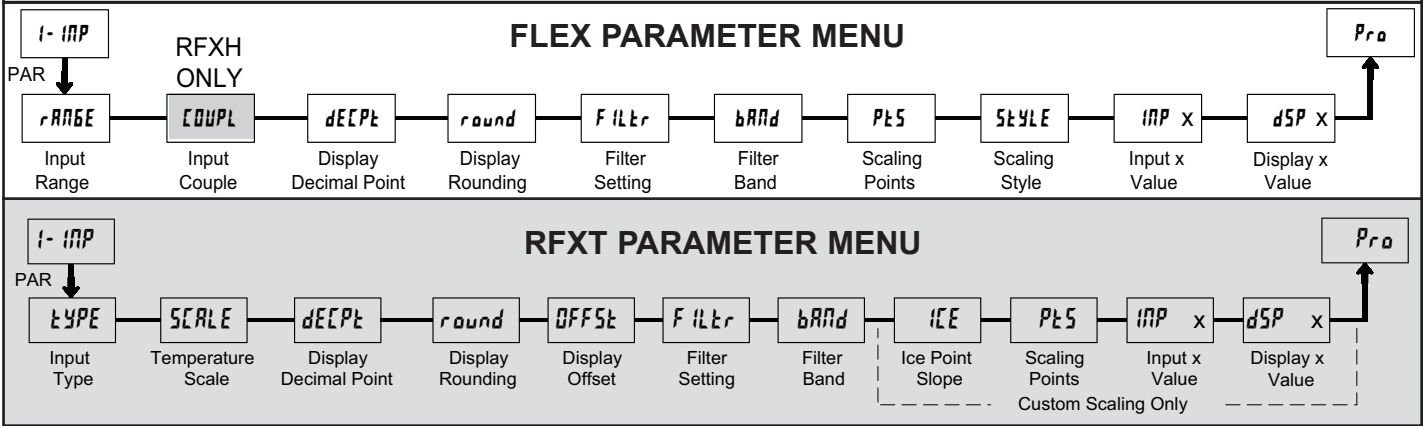 1-INP
RFXH
ONLY
FLEX PARAMETER MENU
Pro
PAR
rANGE
COUPL
dECPt
round
FILtr
bANd
PtS
StYLE
INP x
dSP x
Input
Range
Input
Couple
Display
Decimal Point
Display
Rounding
Filter
Setting
Filter
Band
Scaling
Points
Scaling
Style
Input x
Value
Display x
Value
1-INP
RFXT PARAMETER MENU
Pro
PAR
tYPE
SCALE
dECPt
round
OFFSt
FILtr
bANd
ICE
PtS
INP x
dSP x
Input
Type
Temperature
Scale
Display
Decimal Point
Display
Rounding
Display
Offset
Filter
Setting
Filter
Band
Ice Point
Slope
Scaling
Points
Input x
Value
Display x
Value
Custom Scaling Only